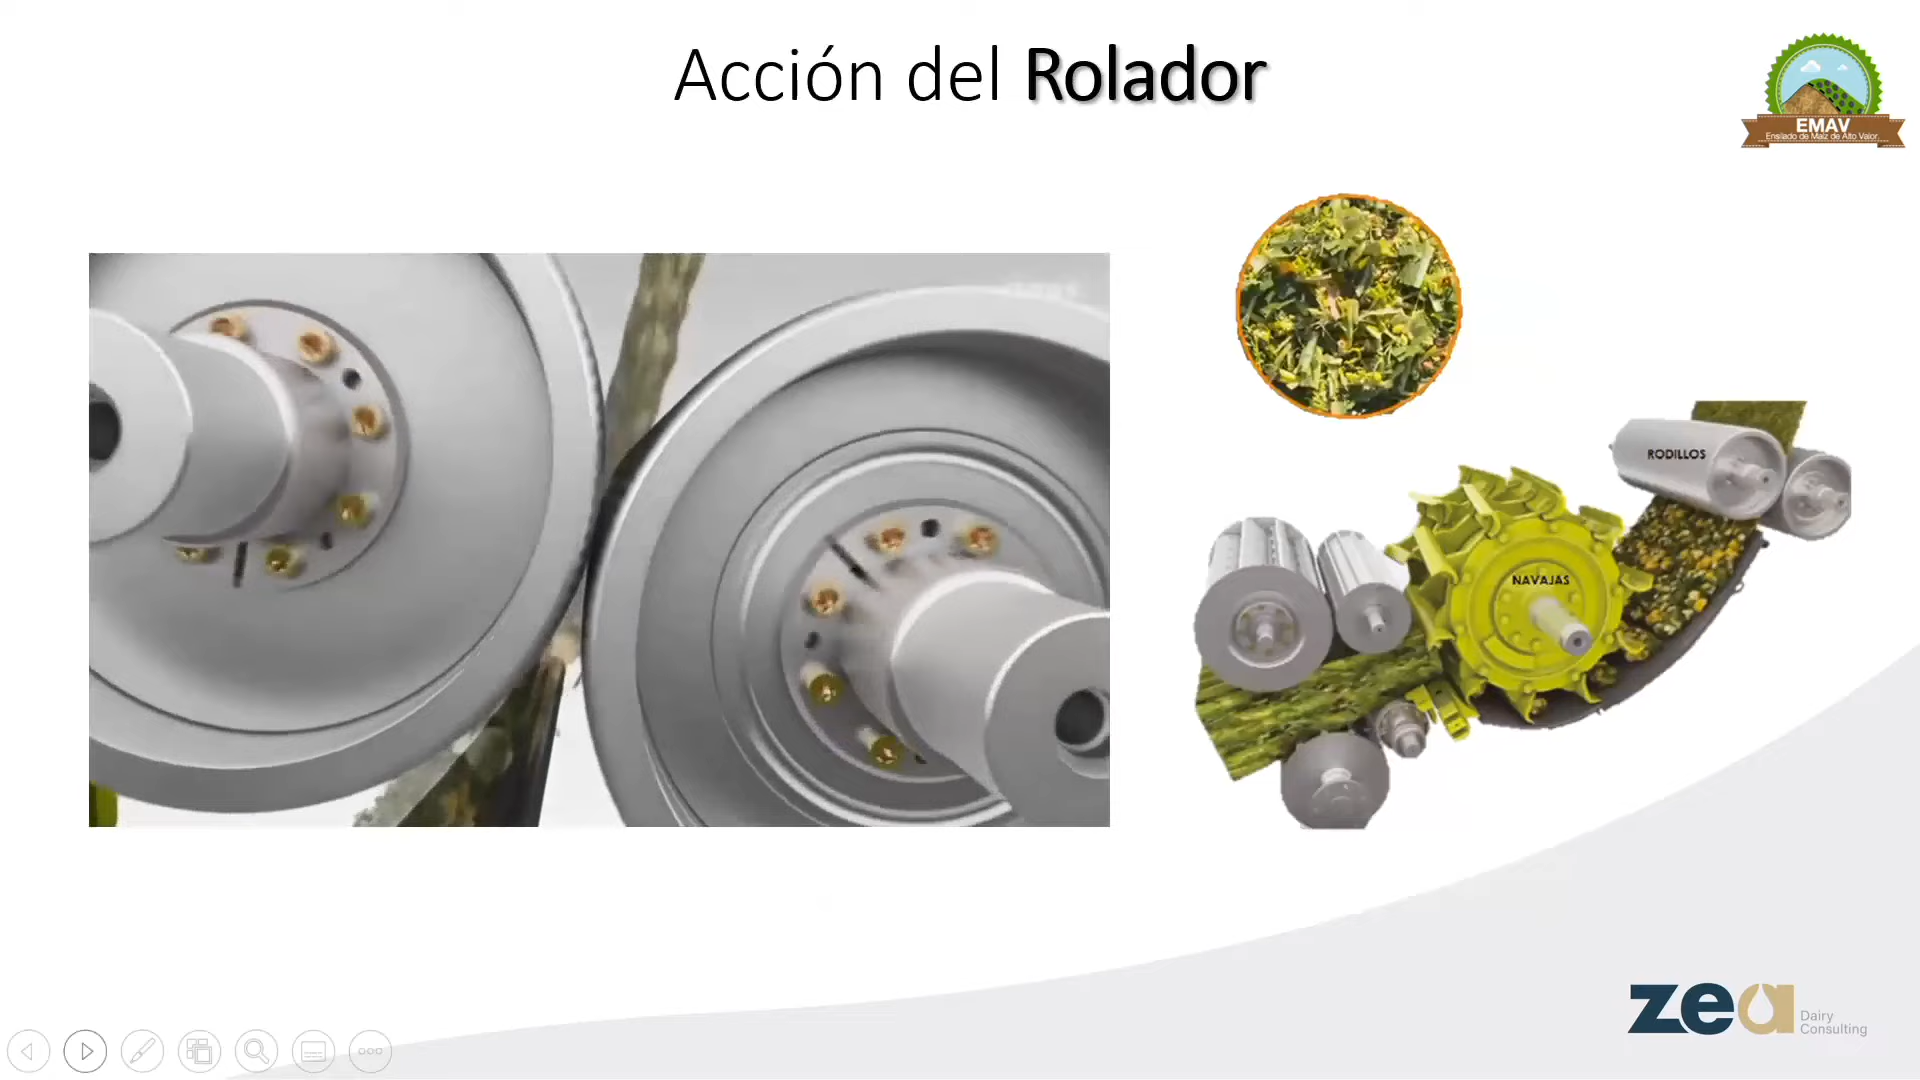 Acción del Rolador
EMAV
Ensilado de Maíz de Alto Valor.
RODILLOS
NAVAJAS
zea
Dairy
Consulting